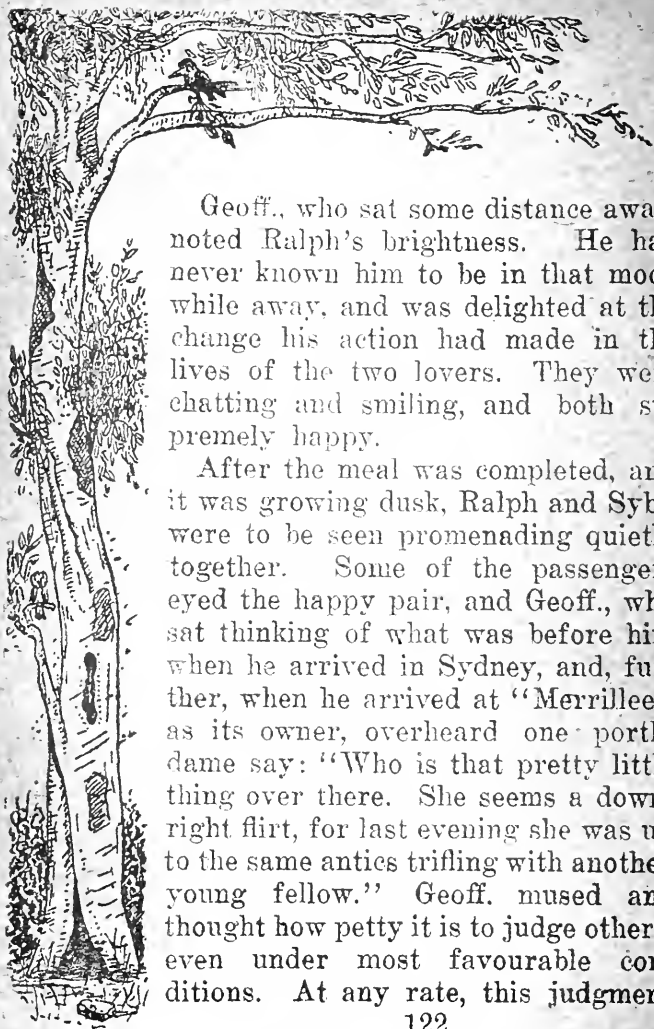 Geoff., who sat some distance awa
noted Ralph's brightness. He ha
never known him to be in that moo
while away, and was delighted at th
change his action had made in th
lives of the two lovers. They we
chatting and smiling, and both s
premely happy.
After the meal was completed, an
it was growing dusk, Ralph and Syb
were to be seen promenading quietl
together. Some of the passenger
eyed the happy pair, and Geoff., wh
sat thinking of what was before hi
when he arrived in Sydney, and, fur
ther, when he arrived at "Merrillee
as its owner, overheard one portl
dame say: "Who is that pretty littl
thing over there. She seems a down
right flirt, for last evening she was u
to the same antics trifling with anothe
young fellow." Geoff. mused an
thought how petty it is to judge other
even under most favourable con
ditions. At any rate, this judgmen
122